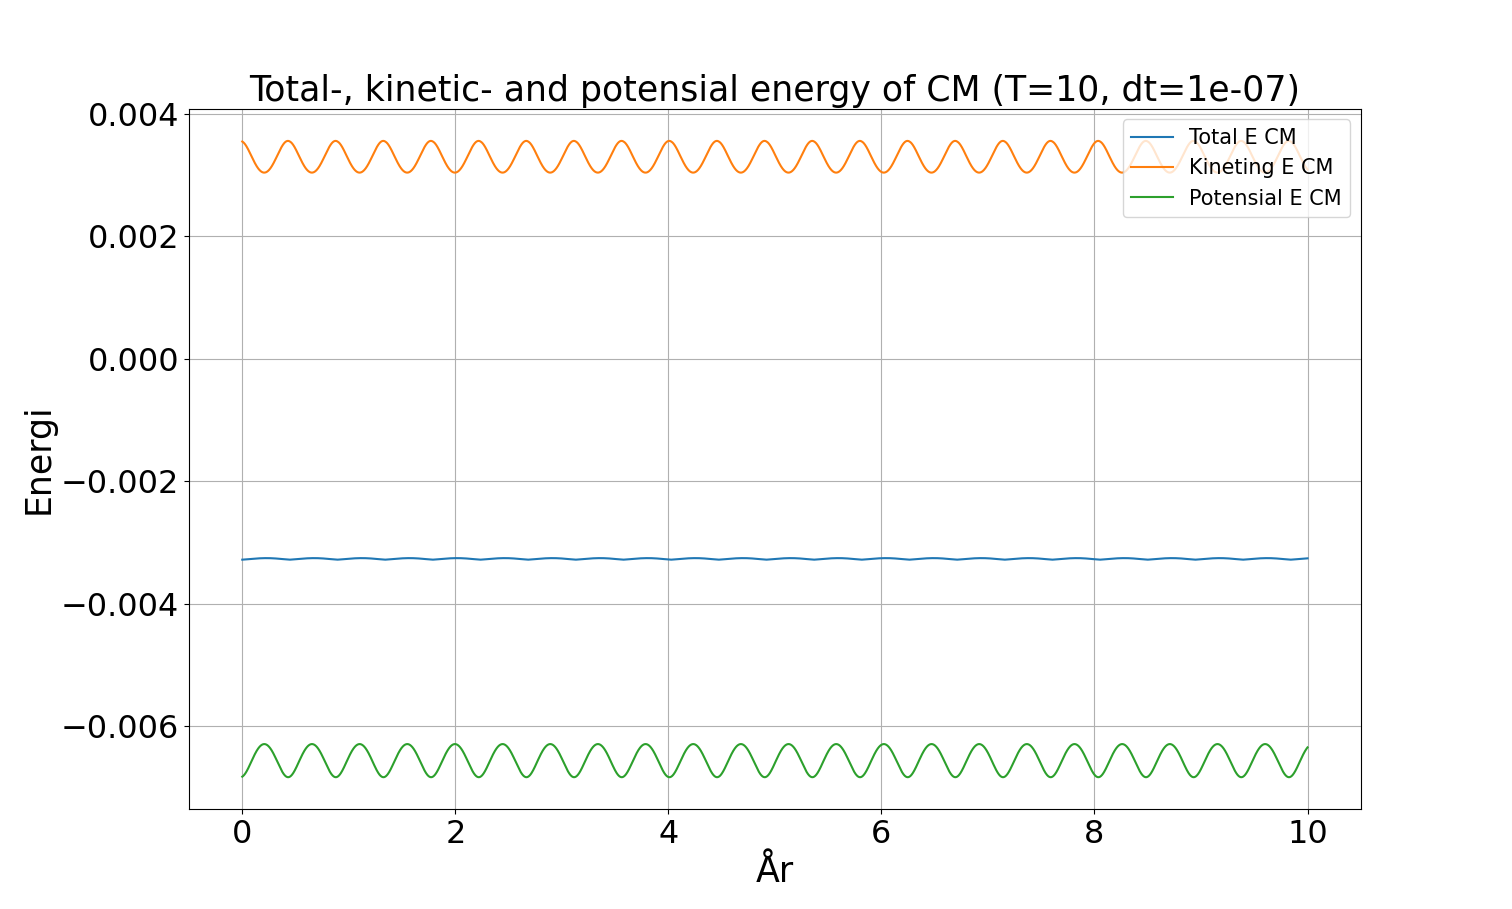 Total-, kinetic- and potensial energy of CM (T=10, dt=1e-07)
0.004
0.002
0.000
−0.002
−0.004
−0.006
Energi
Total E CM
Kineting E CM
Potensial E CM
0 2 4 6 8 10
År